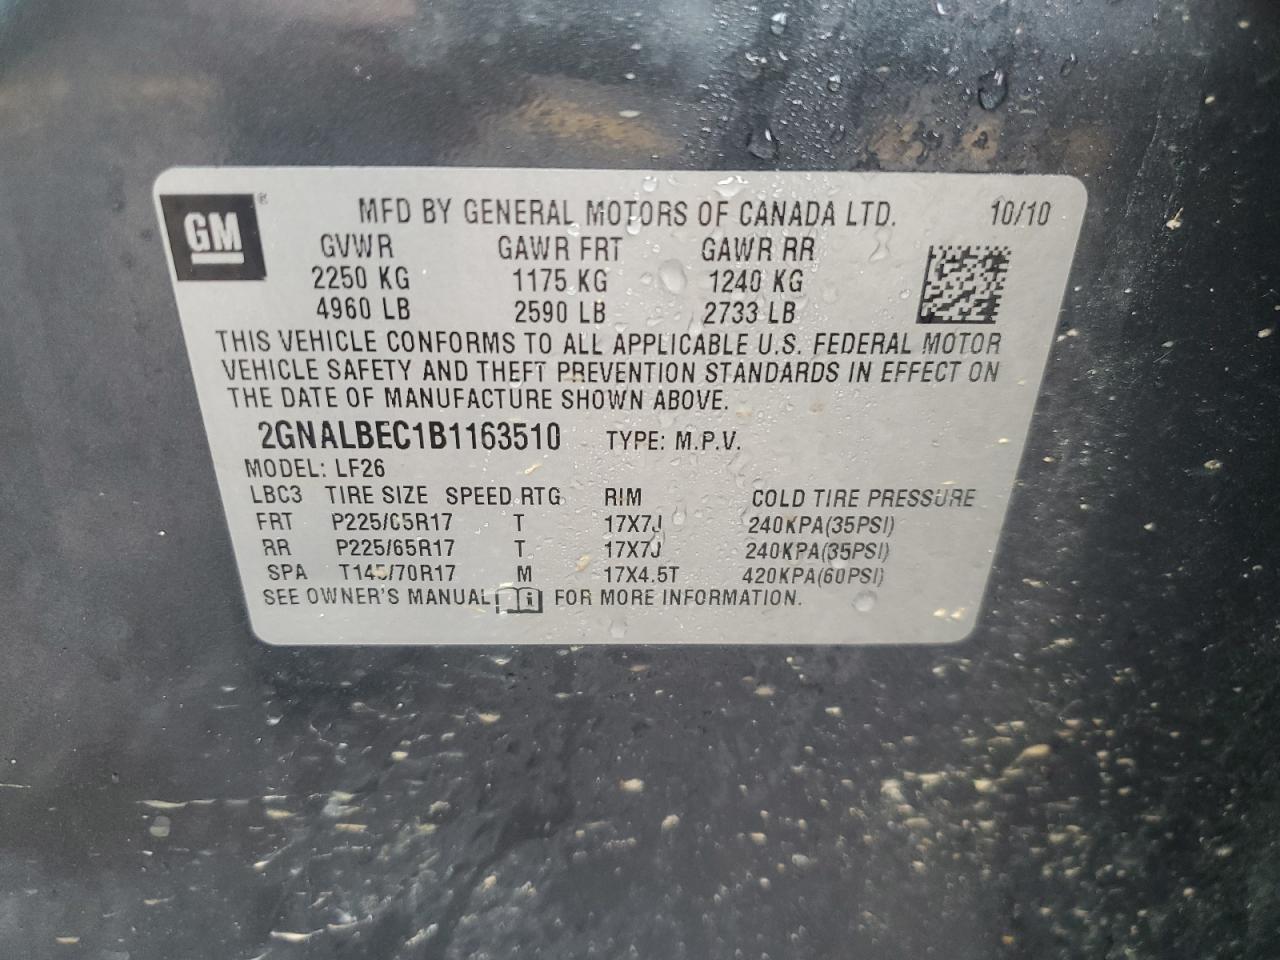 GM ® MFD BY GENERAL MOTORS OF CANADA LTD. 10/10
GVWR GAWR FRT GAWR RR
2250 KG 1175 KG 1240 KG
4960 LB 2590 LB 2733 LB
THIS VEHICLE CONFORMS TO ALL APPLICABLE U.S. FEDERAL MOTOR
VEHICLE SAFETY AND THEFT PREVENTION STANDARDS IN EFFECT ON
THE DATE OF MANUFACTURE SHOWN ABOVE.
2GNALBEC1B1163510 TYPE: M.P.V.
MODEL: LF26
LBC3 TIRE SIZE SPEED RTG RIM COLD TIRE PRESSURE
FRT P225/65R17 T 17X7J 240KPA(35PSI)
RR P225/65R17 T 17X7J 240KPA(35PSI)
SPA T145/70R17 M 17X4.5T 420KPA(60PSI)
SEE OWNER'S MANUAL i FOR MORE INFORMATION.